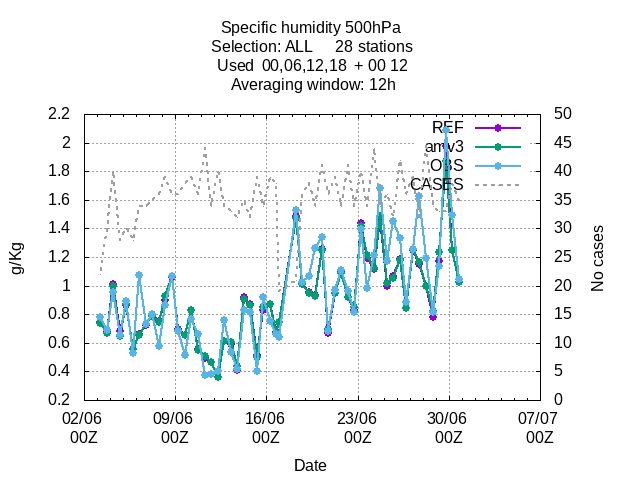 Specific humidity 500hPa
Selection: ALL 28 stations
Used 00,06,12,18 + 00 12
Averaging window: 12h
2.2
2
1.8
1.6
1.4
1.2
1
0.8
0.6
0.4
0.2
g/Kg
50
45
40
35
30
25
20
15
10
5
0
No cases
REF
amv3
OBS
CASES
02/06 09/06 16/06 23/06 30/06 07/07
00Z 00Z 00Z 00Z 00Z 00Z
Date